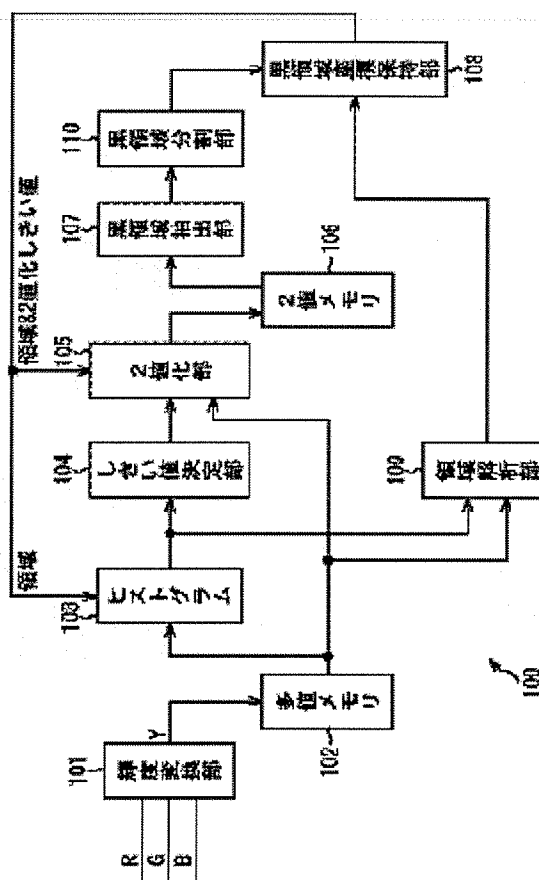 R
G
B
101
輝度変換部
Y
102
多値メモリ
103
ヒストグラム
領域
104
しきい値決定部
105
2値化部
領域&2値化しきい値
106
2値メモリ
107
黒領域抽出部
110
黒領域分割部
108
黒領域座標保持部
109
領域解析部
100